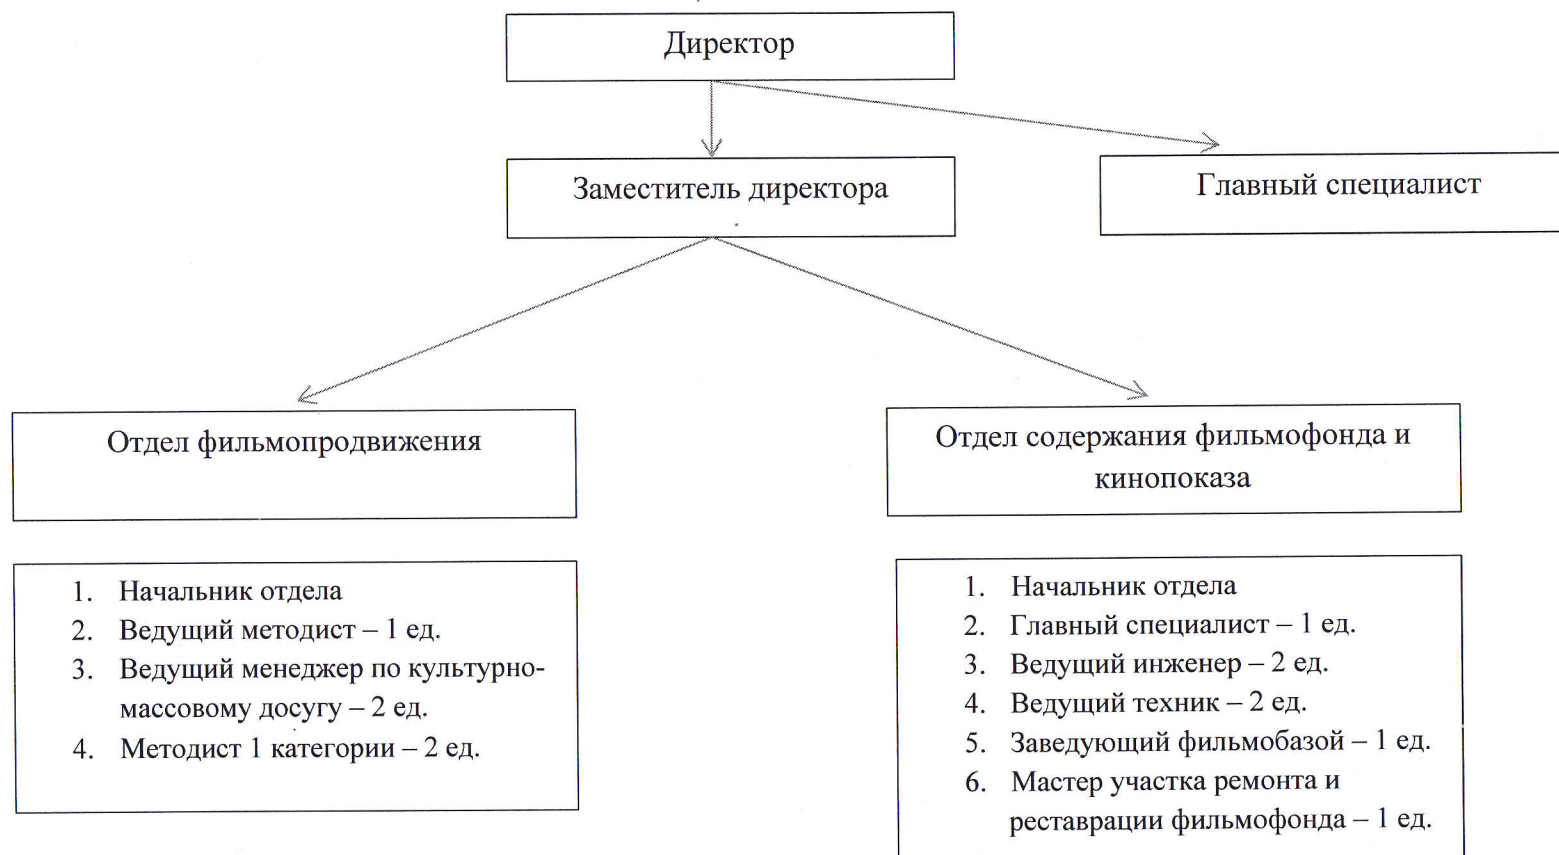 Директор
Заместитель директора
Главный специалист
Отдел фильмопродвижения
Отдел содержания фильмофонда и
кинопоказа
1. Начальник отдела
2. Ведущий методист – 1 ед.
3. Ведущий менеджер по культурно-
массовому досугу – 2 ед.
4. Методист 1 категории – 2 ед.
1. Начальник отдела
2. Главный специалист – 1 ед.
3. Ведущий инженер – 2 ед.
4. Ведущий техник – 2 ед.
5. Заведующий фильмобазой – 1 ед.
6. Мастер участка ремонта и
реставрации фильмофонда – 1 ед.